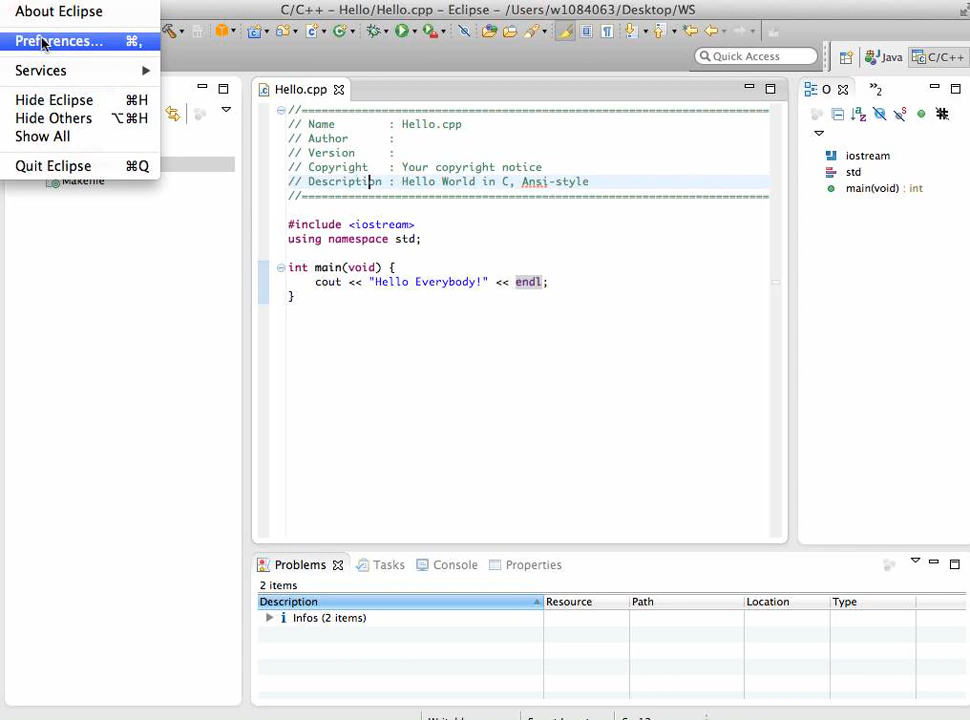 C/C++ - Hello/Hello.cpp - Eclipse - /Users/w1084063/Desktop/WS
About Eclipse
Preferences... ⌘,
Services
Hide Eclipse ⌘H
Hide Others ⌥⌘H
Show All
Quit Eclipse ⌘Q
Makefile
Quick Access
Java
C/C++
Hello.cpp
//
// Name : Hello.cpp
// Author :
// Version :
// Copyright : Your copyright notice
// Description : Hello World in C, Ansi-style
//
#include <iostream>
using namespace std;
int main(void) {
cout << "Hello Everybody!" << endl;
}
O
»2
iostream
std
main(void) : int
Problems
Tasks
Console
Properties
2 items
Description Resource Path Location Type
Infos (2 items)